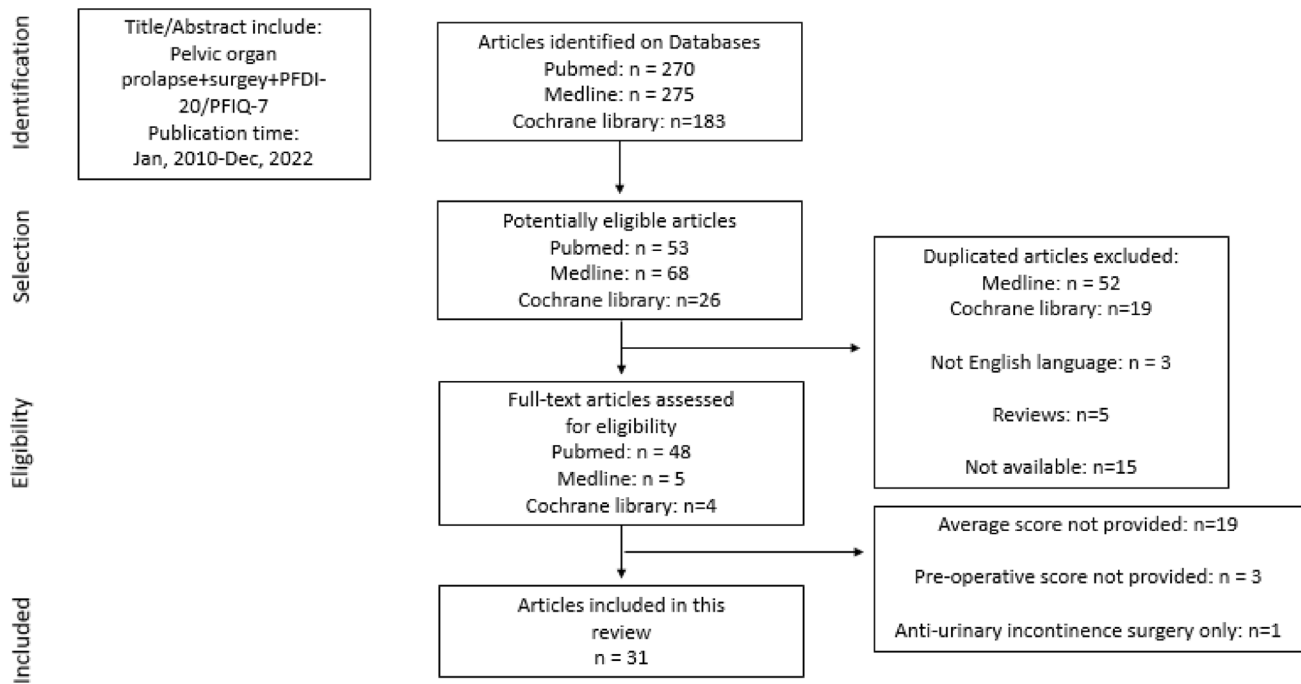 Identification
Title/Abstract include:
Pelvic organ
prolapse+surgey+PFDI-
20/PFIQ-7
Publication time:
Jan, 2010-Dec, 2022
Articles identified on Databases
Pubmed: n = 270
Medline: n = 275
Cochrane library: n=183
Selection
Potentially eligible articles
Pubmed: n = 53
Medline: n = 68
Cochrane library: n=26
Duplicated articles excluded:
Medline: n = 52
Cochrane library: n=19
Not English language: n = 3
Reviews: n=5
Not available: n=15
Eligibility
Full-text articles assessed
for eligibility
Pubmed: n = 48
Medline: n = 5
Cochrane library: n=4
Average score not provided: n=19
Pre-operative score not provided: n = 3
Anti-urinary incontinence surgery only: n=1
Included
Articles included in this
review
n = 31